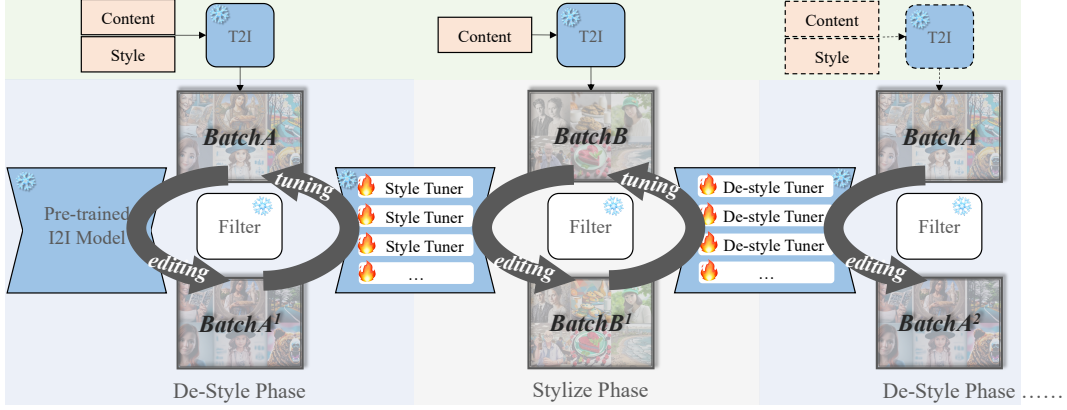 Content
Style
T2I
Content
T2I
Content
Style
T2I
BatchA
BatchB
BatchA
tuning
tuning
Pre-trained
I2I Model
Filter
Style Tuner
Style Tuner
Style Tuner
...
Filter
De-style Tuner
De-style Tuner
De-style Tuner
...
Filter
editing
editing
editing
BatchA¹
BatchB¹
BatchA²
De-Style Phase
Stylize Phase
De-Style Phase ......